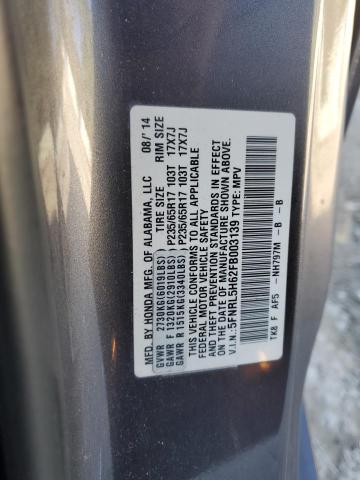 MFD. BY HONDA MFG. OF ALABAMA, LLC 08/'14
TIRE SIZE RIM SIZE
GVWR 2730KG(6019LBS)
GAWR F 1320KG(2910LBS) P235/65R17 103T 17X7J
GAWR R 1515KG(3340LBS) P235/65R17 103T 17X7J
THIS VEHICLE CONFORMS TO ALL APPLICABLE
FEDERAL MOTOR VEHICLE SAFETY
AND THEFT PREVENTION STANDARDS IN EFFECT
ON THE DATE OF MANUFACTURE SHOWN ABOVE.
V.I.N.: 5FNRL5H62FB003139 TYPE: MPV
TK8 F AF5 -NH797M -B -B